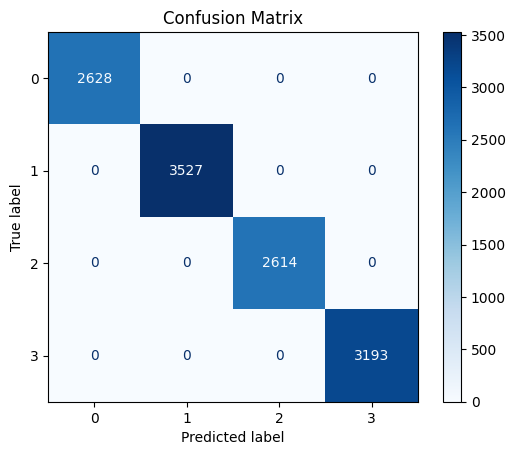 Confusion Matrix
0 2628 0 0 0
1 0 3527 0 0
2 0 0 2614 0
3 0 0 0 3193
0 1 2 3
Predicted label
True label
3500
3000
2500
2000
1500
1000
500
0